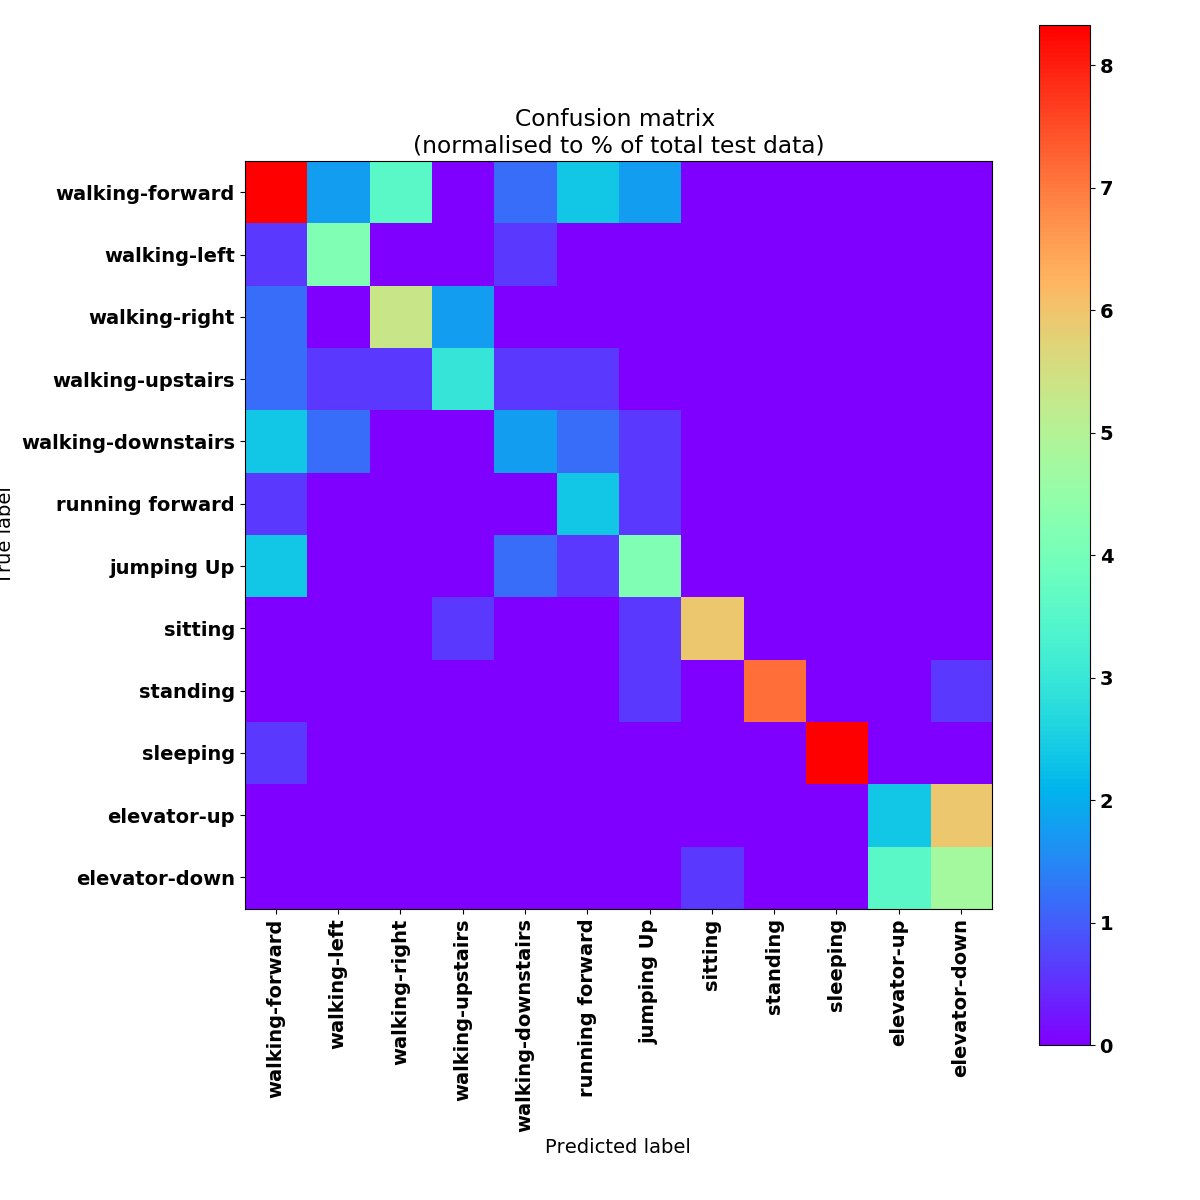 Confusion matrix
(normalised to % of total test data)
walking-forward
walking-left
walking-right
walking-upstairs
walking-downstairs
running forward
jumping Up
sitting
standing
sleeping
elevator-up
elevator-down
True label
walking-forward
walking-left
walking-right
walking-upstairs
walking-downstairs
running forward
jumping Up
sitting
standing
sleeping
elevator-up
elevator-down
Predicted label
8
7
6
5
4
3
2
1
0